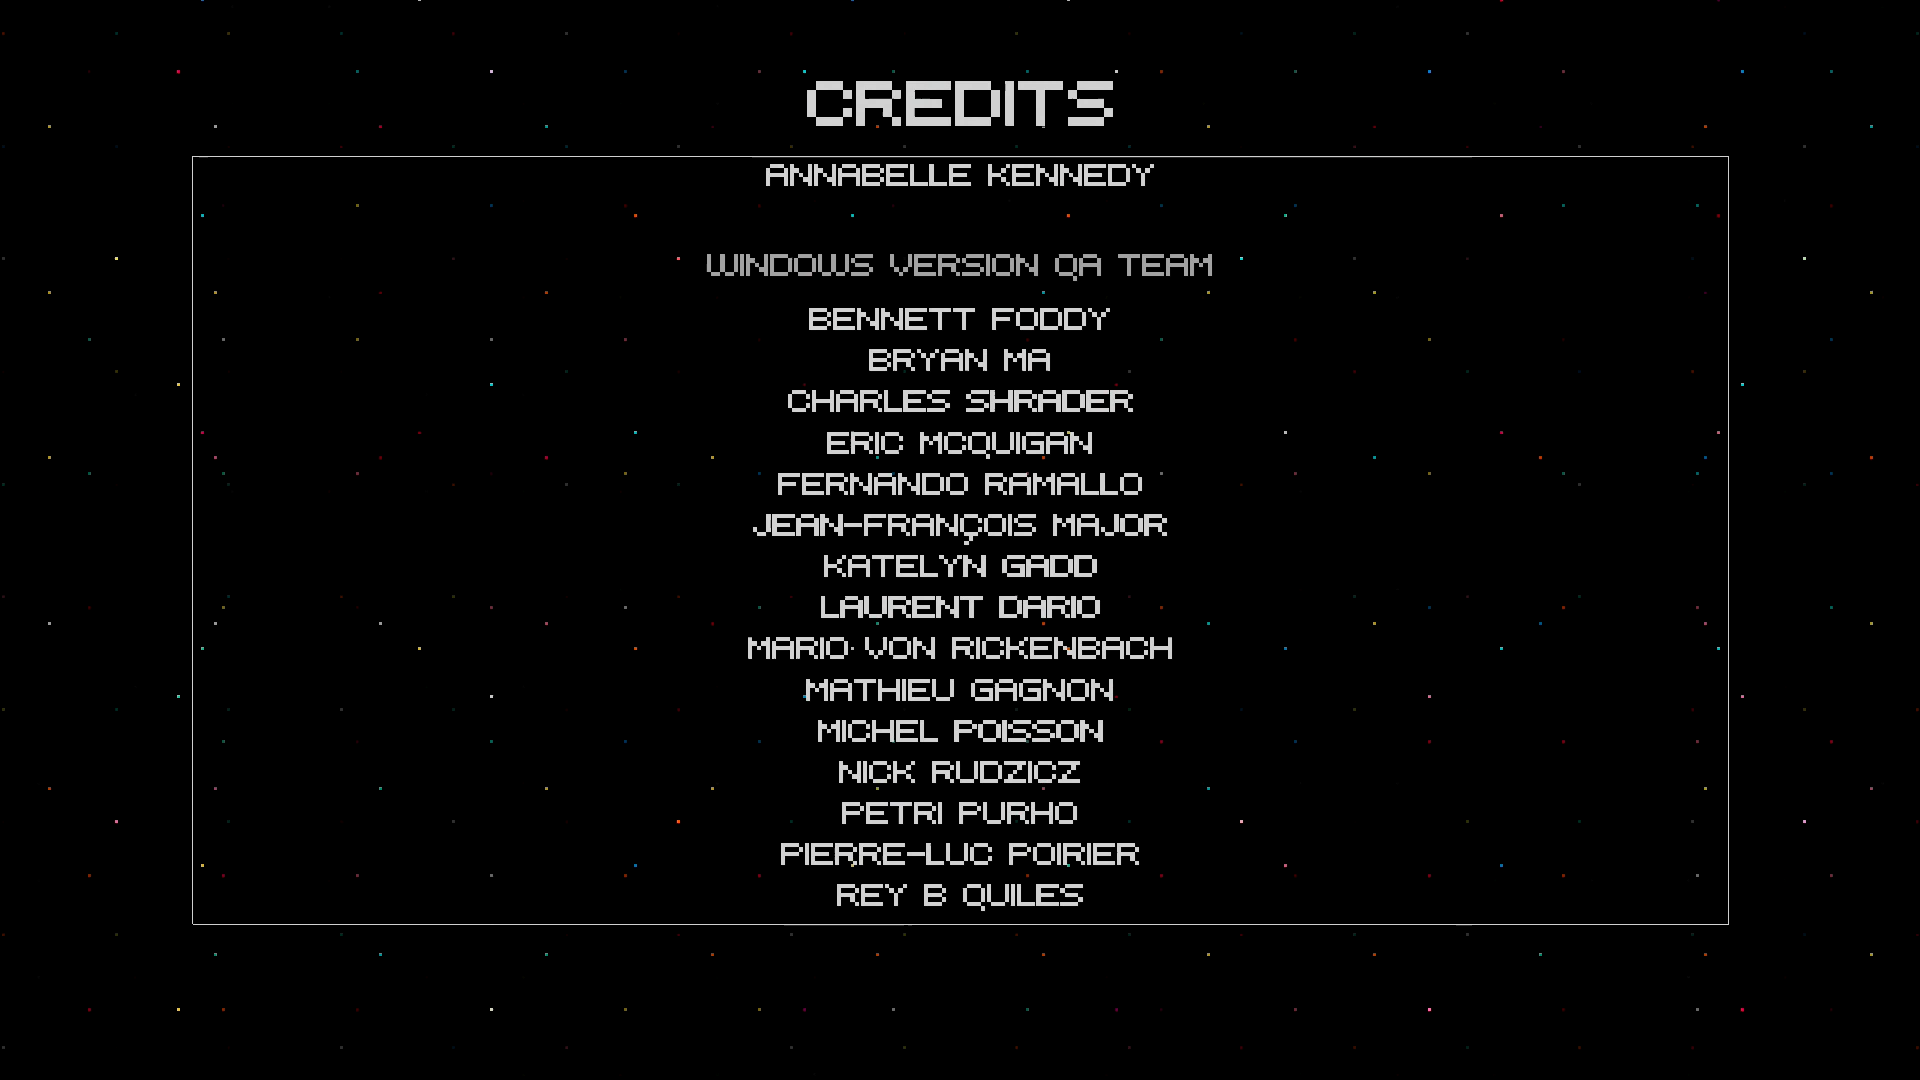 CREDITS
ANNABELLE KENNEDY
WINDOWS VERSION QA TEAM
BENNETT FODDY
BRYAN MA
CHARLES SHRADER
ERIC MCQUIGAN
FERNANDO RAMALLO
JEAN-FRANÇOIS MAJOR
KATELYN GADD
LAURENT DARIO
MARIO VON RICKENBACH
MATHIEU GAGNON
MICHEL POISSON
NICK RUDZICZ
PETRI PURHO
PIERRE-LUC POIRIER
REY B QUILES